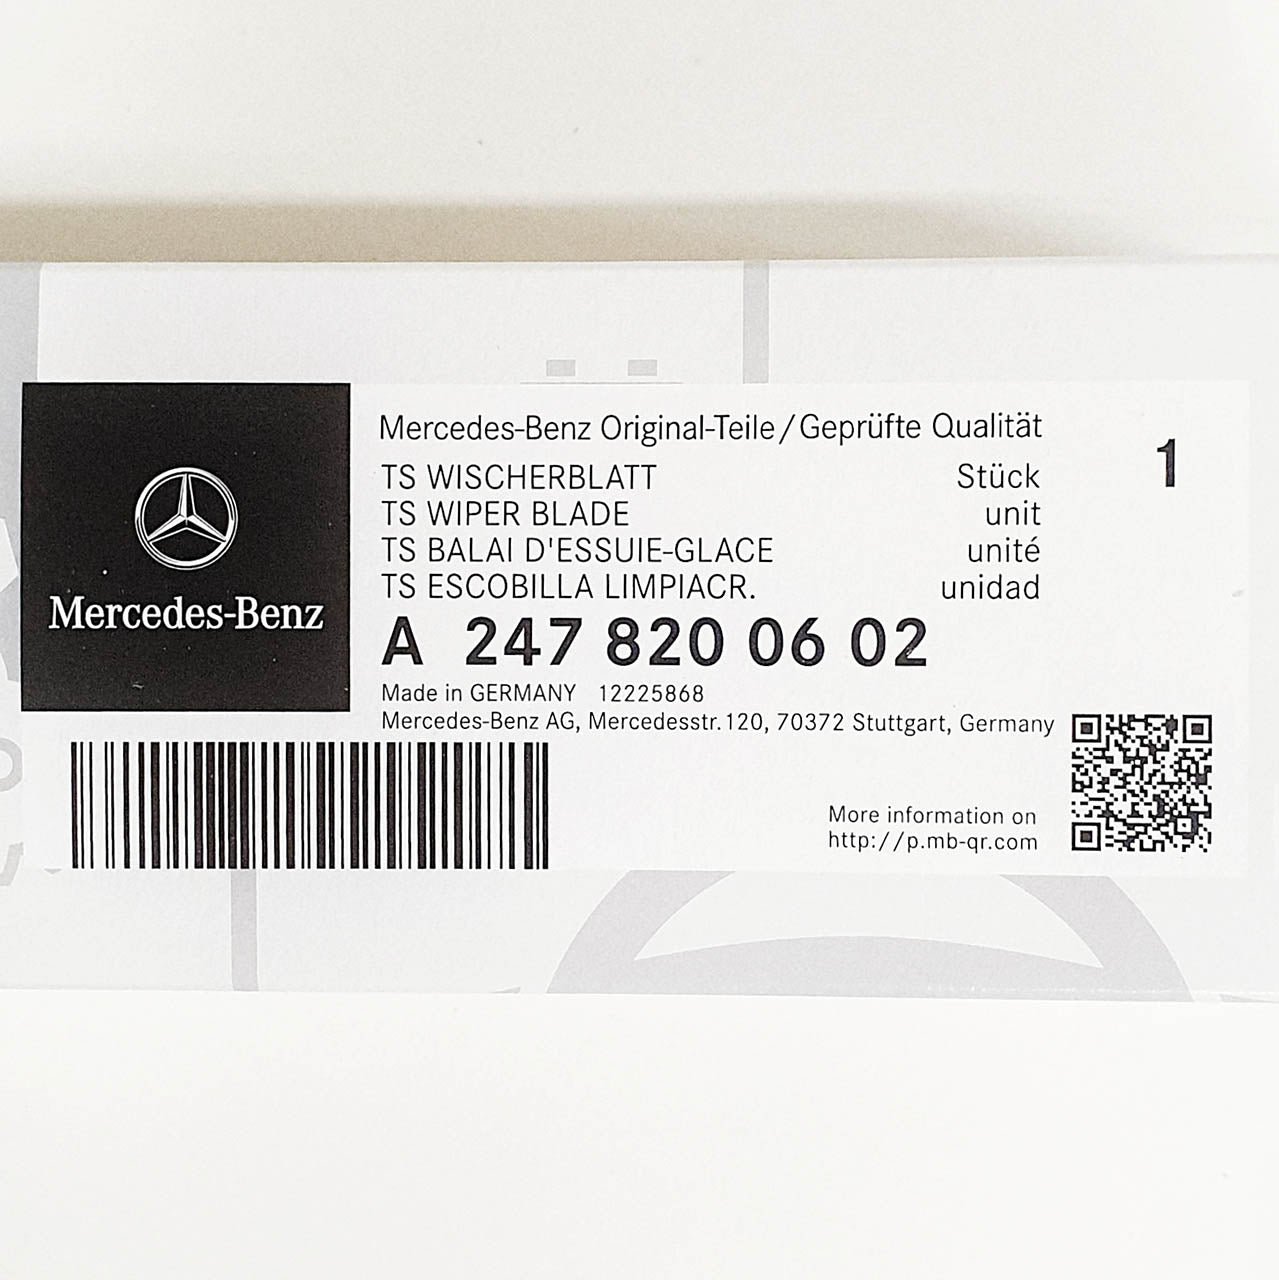 Mercedes-Benz Original-Teile/Geprüfte Qualität
TS WISCHERBLATT Stück 1
TS WIPER BLADE unit
TS BALAI D'ESSUIE-GLACE unité
TS ESCOBILLA LIMPIACR. unidad
Mercedes-Benz
A 247 820 06 02
Made in GERMANY 12225868
Mercedes-Benz AG, Mercedesstr. 120, 70372 Stuttgart, Germany
More information on
http://p.mb-qr.com